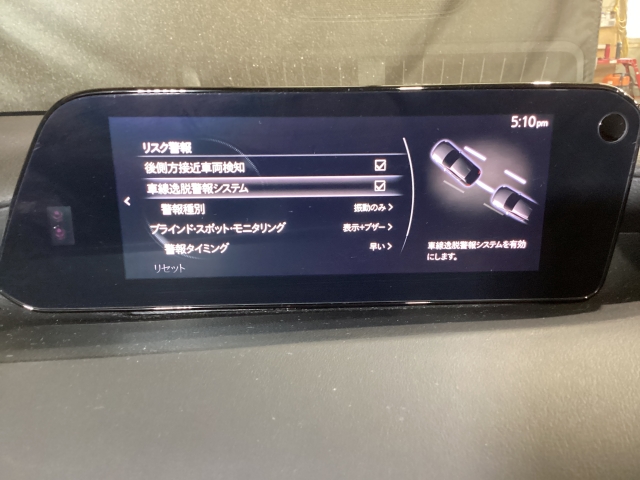 5:10pm
リスク警報
後側方接近車両検知
車線逸脱警報システム
警報種別 振動のみ
ブラインド・スポット・モニタリング 表示+ブザー
警報タイミング 早い
リセット
車線逸脱警報システムを有効
にします。